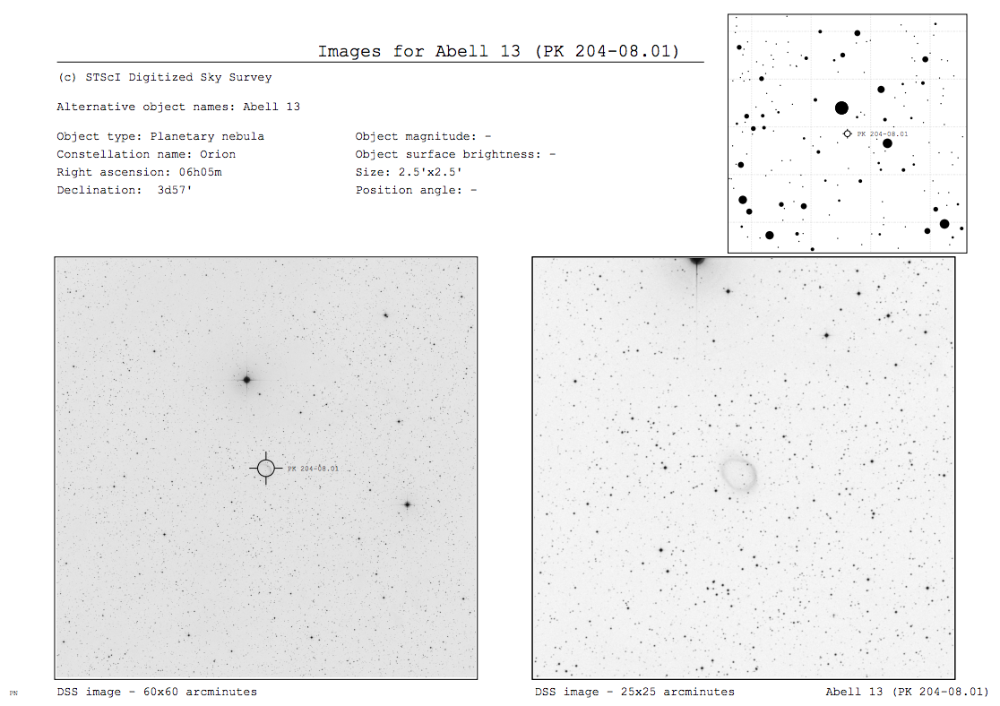 Images for Abell 13 (PK 204-08.01)
(c) STScI Digitized Sky Survey
Alternative object names: Abell 13
Object type: Planetary nebula
Constellation name: Orion
Right ascension: 06h05m
Declination:  3d57'
Object magnitude: -
Object surface brightness: -
Size: 2.5'x2.5'
Position angle: -
PK 204-08.01
PK 204-08.01
PN
DSS image - 60x60 arcminutes
DSS image - 25x25 arcminutes
Abell 13 (PK 204-08.01)